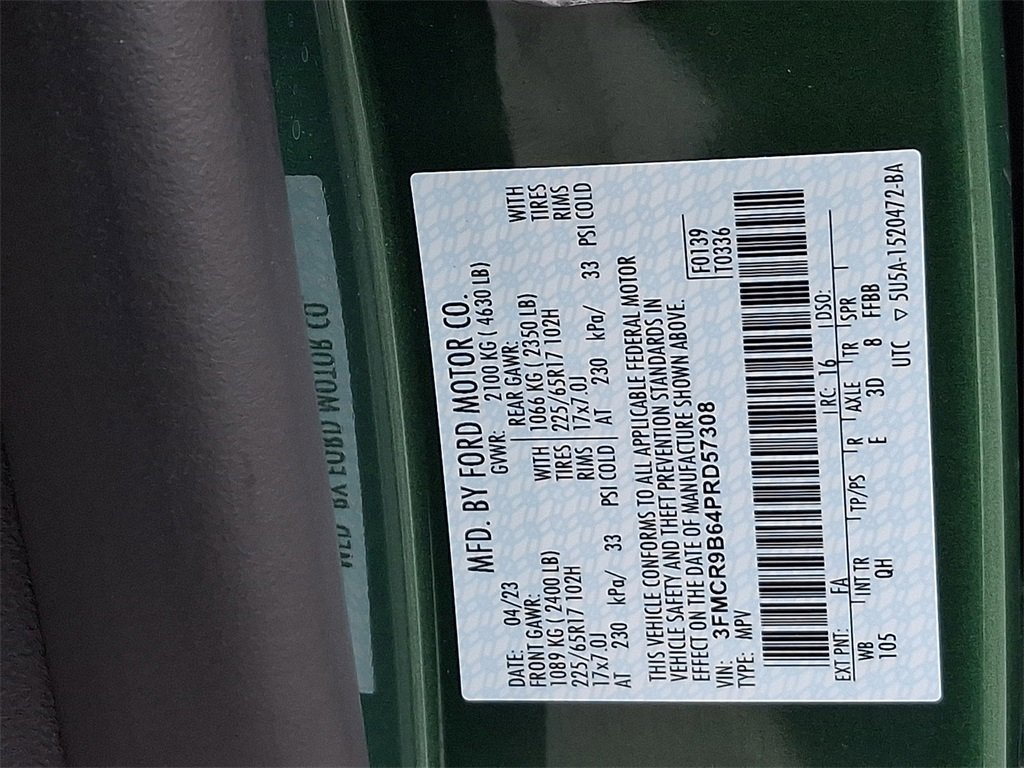 MFD. BY FORD MOTOR CO.
DATE: 04/23 GVWR: 2100 KG ( 4630 LB)
FRONT GAWR: REAR GAWR:
1089 KG ( 2400 LB) WITH 1066 KG ( 2350 LB) WITH
225/65R17 102H TIRES 225/65R17 102H TIRES
17x7.0J RIMS 17x7.0J RIMS
AT 230 kPa/ 33 PSI COLD AT 230 kPa/ 33 PSI COLD
THIS VEHICLE CONFORMS TO ALL APPLICABLE FEDERAL MOTOR
VEHICLE SAFETY AND THEFT PREVENTION STANDARDS IN
EFFECT ON THE DATE OF MANUFACTURE SHOWN ABOVE.
VIN: 3FMCR9B64PRD57308 F0139
TYPE: MPV T0336
EXT PNT: FA RC: 16 DSO:
WB INT TR TP/PS R AXLE TR SPR
105 QH E 3D 8 FFBB
UTC ▽ 5U5A-1520472-BA
MFD. BY FORD MOTOR CO